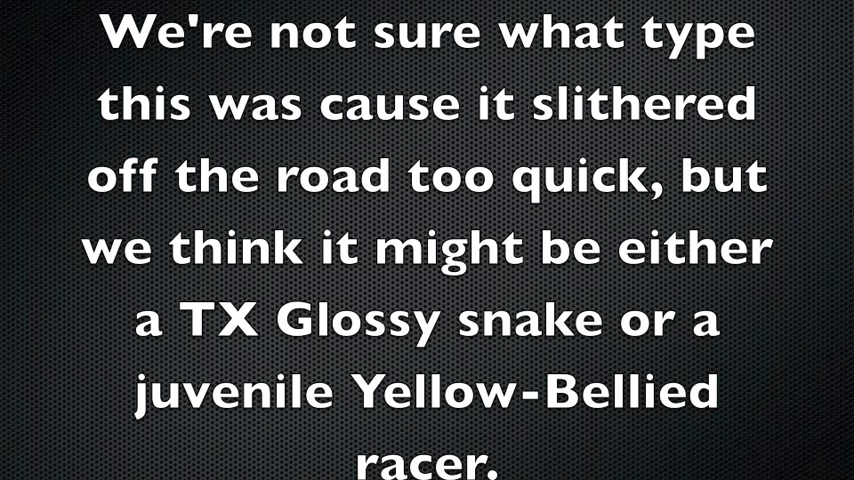 We're not sure what type
this was cause it slithered
off the road too quick, but
we think it might be either
a TX Glossy snake or a
juvenile Yellow-Bellied
racer.